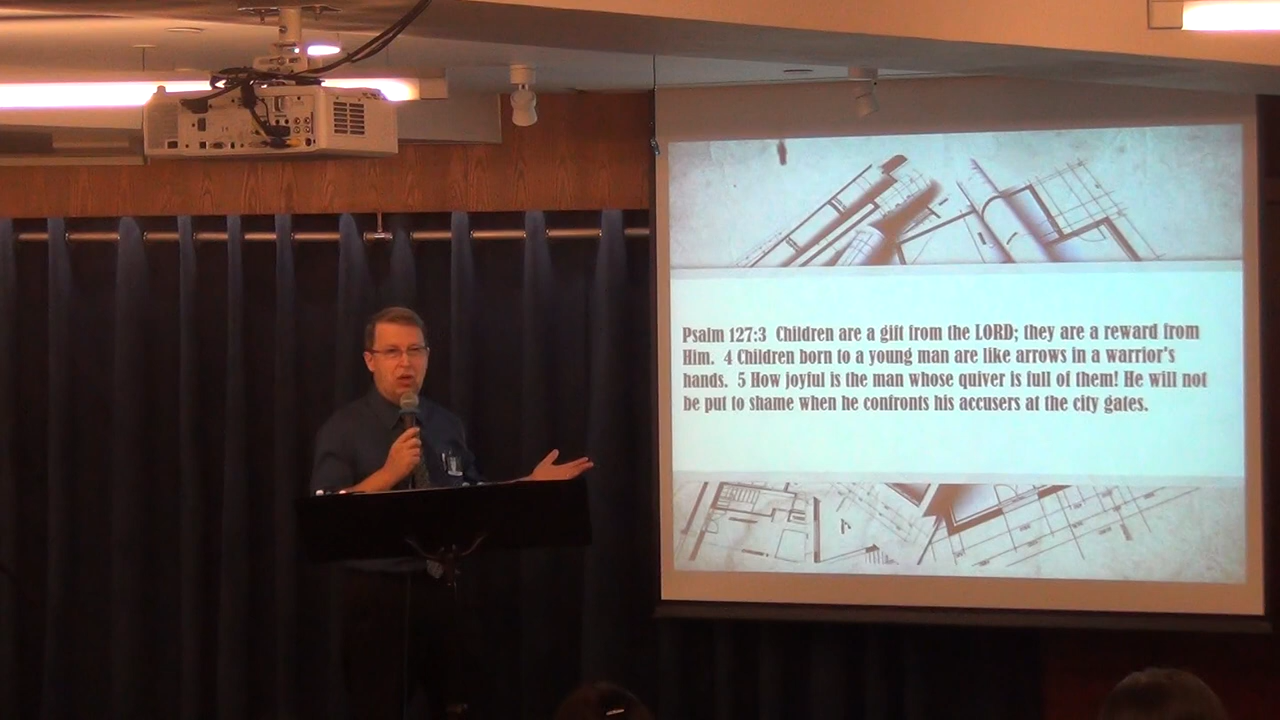 Psalm 127:3 Children are a gift from the LORD; they are a reward from
Him. 4 Children born to a young man are like arrows in a warrior's
hands. 5 How joyful is the man whose quiver is full of them! He will not
be put to shame when he confronts his accusers at the city gates.